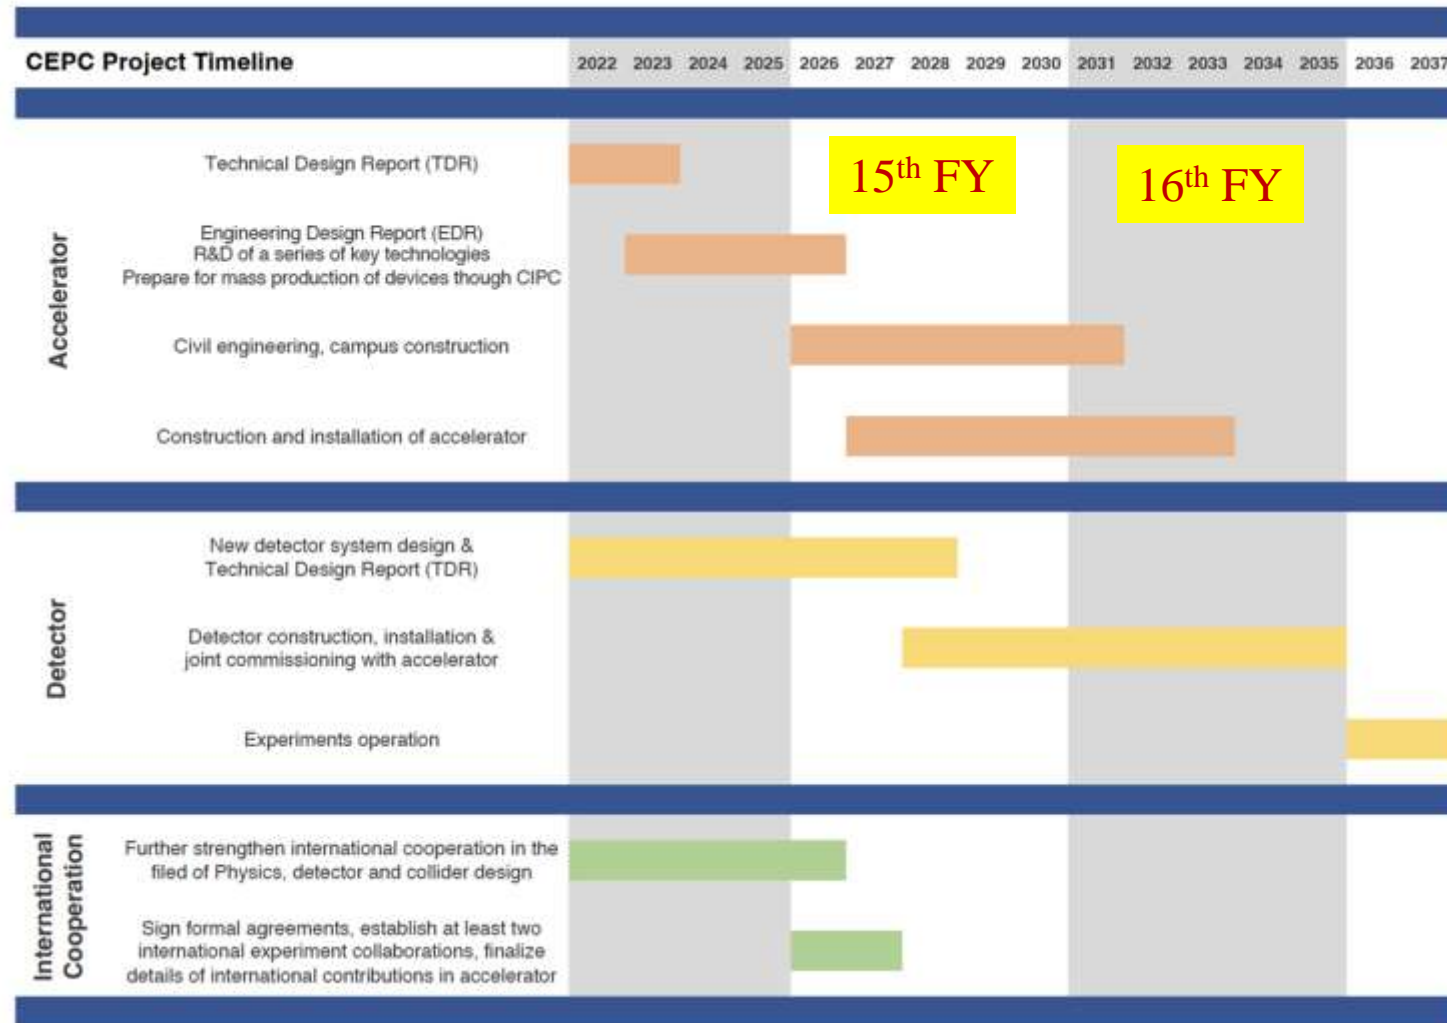 CEPC Project Timeline 2022 2023 2024 2025 2026 2027 2028 2029 2030 2031 2032 2033 2034 2035 2036 2037
Accelerator
Technical Design Report (TDR)
15th FY
16th FY
Engineering Design Report (EDR)
R&D of a series of key technologies
Prepare for mass production of devices though CIPC
Civil engineering, campus construction
Construction and installation of accelerator
Detector
New detector system design &
Technical Design Report (TDR)
Detector construction, installation &
joint commissioning with accelerator
Experiments operation
International
Cooperation
Further strengthen international cooperation in the
filed of Physics, detector and collider design
Sign formal agreements, establish at least two
international experiment collaborations, finalize
details of international contributions in accelerator